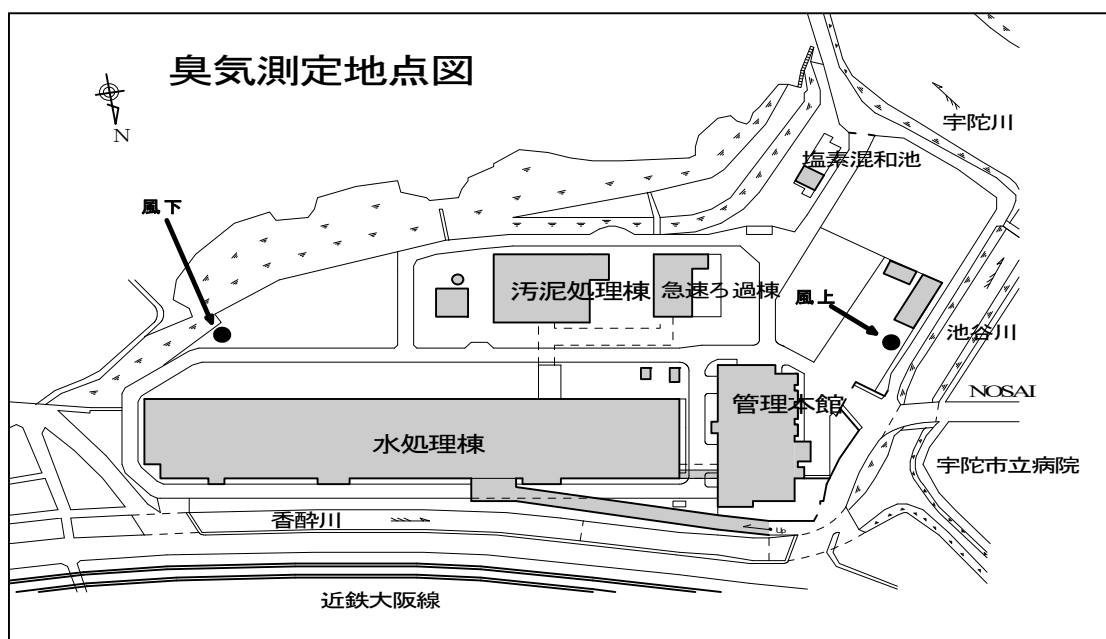 臭気測定地点図
N
宇陀川
塩素混和池
風下
汚泥処理棟
急速ろ過棟
風上
池谷川
NOSAI
管理本館
水処理棟
宇陀市立病院
香酔川
Up
近鉄大阪線